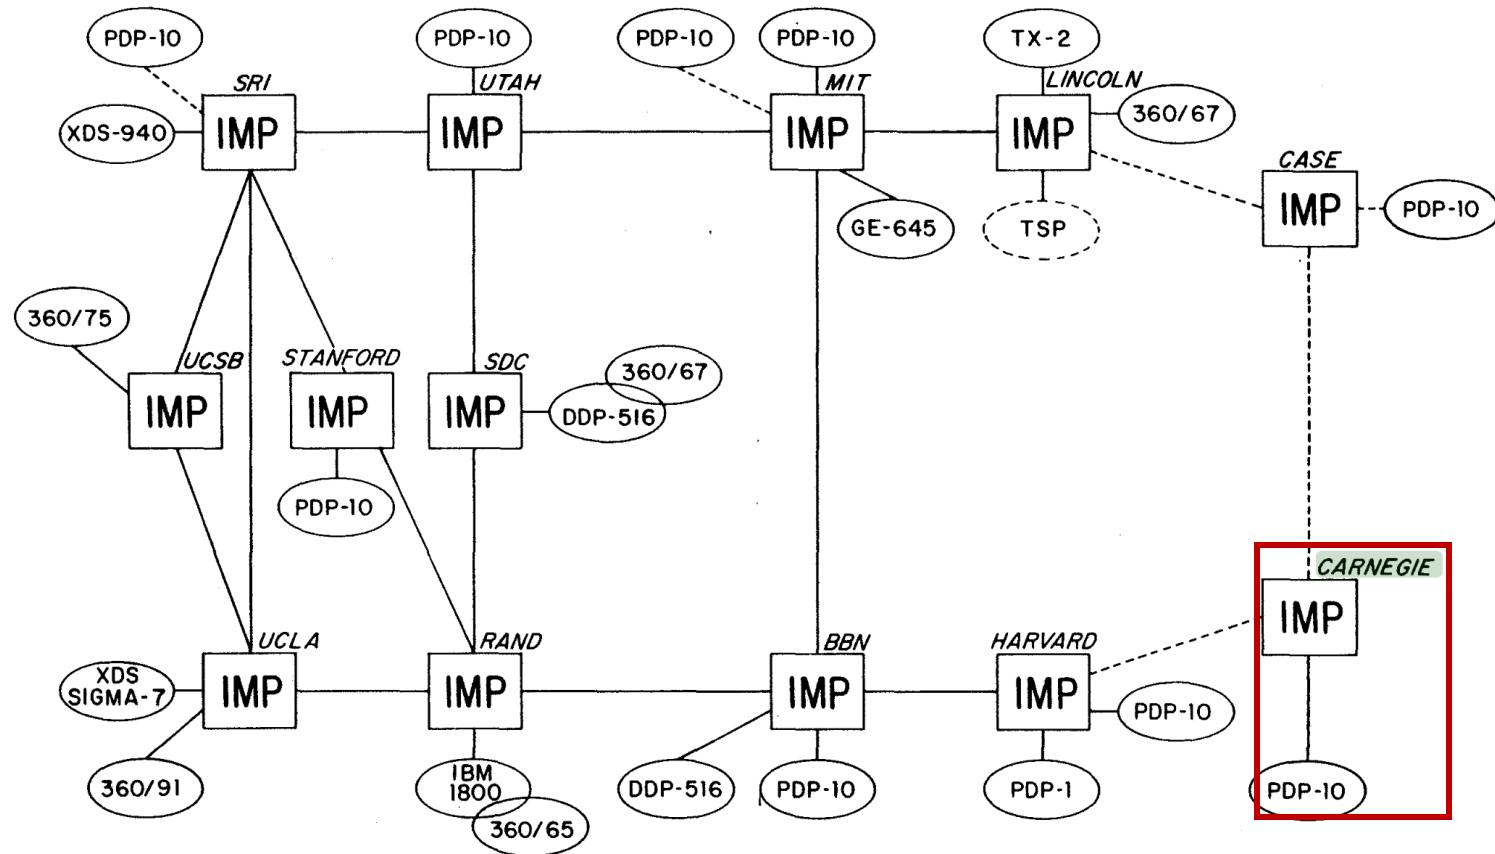 PDP-10
PDP-10
PDP-10
PDP-10
TX-2
SRI
UTAH
MIT
LINCOLN
XDS-940
IMP
IMP
IMP
IMP
360/67
CASE
IMP
PDP-10
GE-645
TSP
360/75
UCSB
STANFORD
SDC
360/67
IMP
IMP
IMP
DDP-516
PDP-10
CARNEGIE
IMP
UCLA
RAND
BBN
HARVARD
XDS
SIGMA-7
IMP
IMP
IMP
IMP
PDP-10
360/91
IBM
1800
360/65
DDP-516
PDP-10
PDP-1
PDP-10